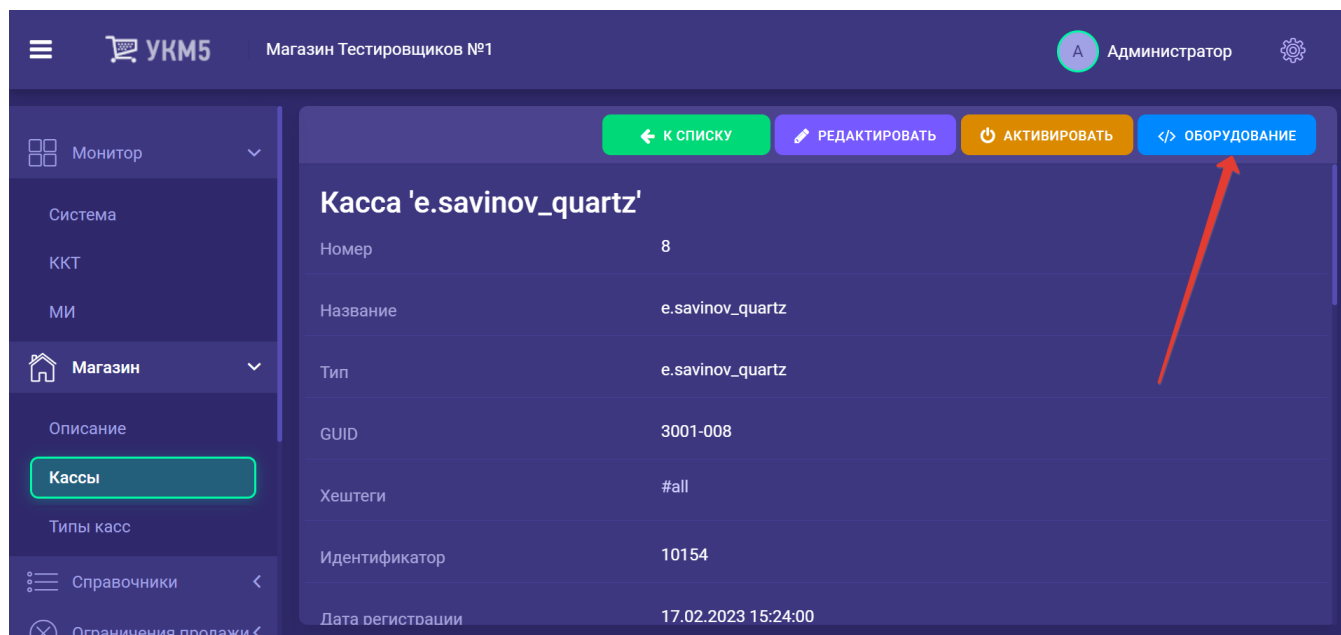 УКМ5
Магазин Тестировщиков №1
А Администратор
Монитор
Система
ККТ
МИ
Магазин
Описание
Кассы
Типы касс
Справочники
Ограничения продажи
К СПИСКУ
РЕДАКТИРОВАТЬ
АКТИВИРОВАТЬ
</> ОБОРУДОВАНИЕ
Касса 'e.savinov_quartz'
Номер 8
Название e.savinov_quartz
Тип e.savinov_quartz
GUID 3001-008
Хештеги #all
Идентификатор 10154
Дата регистрации 17.02.2023 15:24:00